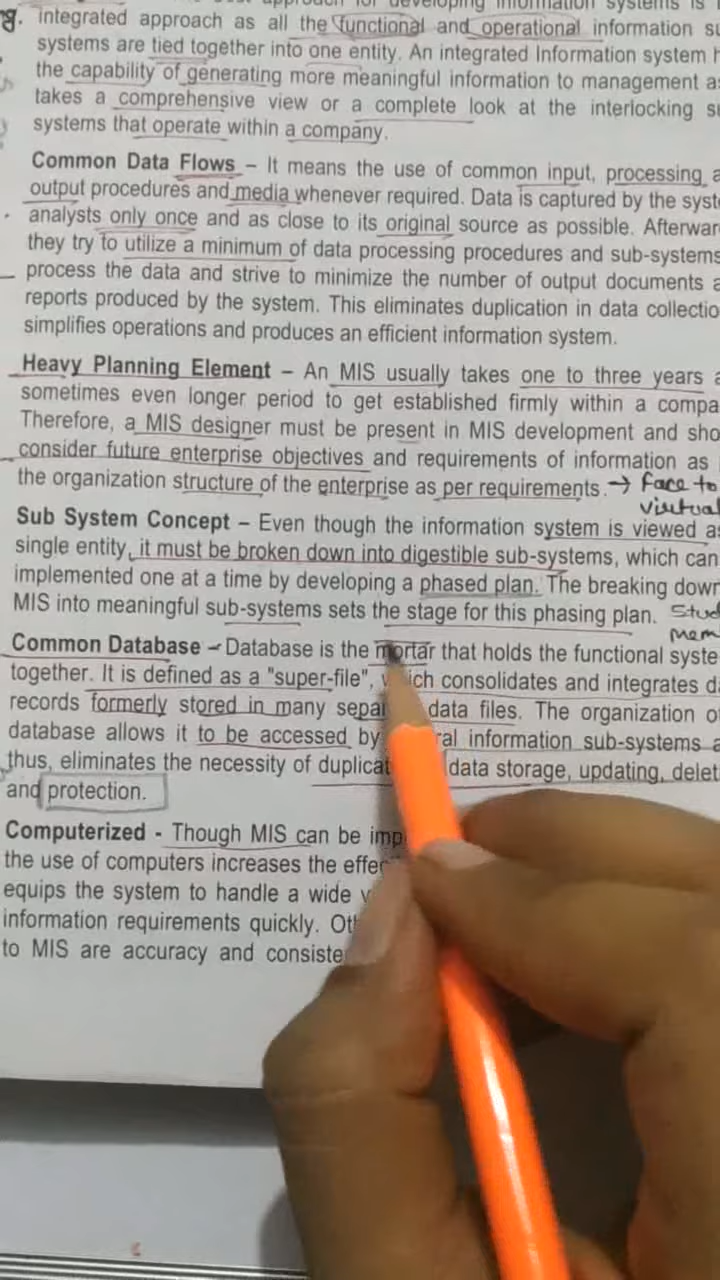 integrated approach as all the functional and operational information
systems are tied together into one entity. An integrated Information system
the capability of generating more meaningful information to management
takes a comprehensive view or a complete look at the interlocking
systems that operate within a company.
Common Data Flows – It means the use of common input, processing
output procedures and media whenever required. Data is captured by the
analysts only once and as close to its original source as possible.
they try to utilize a minimum of data processing procedures and sub-systems
process the data and strive to minimize the number of output documents
reports produced by the system. This eliminates duplication in data
simplifies operations and produces an efficient information system.
Heavy Planning Element – An MIS usually takes one to three years
sometimes even longer period to get established firmly within a
Therefore, a MIS designer must be present in MIS development and
consider future enterprise objectives and requirements of information as
the organization structure of the enterprise as per requirements. → Face to
virtual
Sub System Concept – Even though the information system is viewed
single entity, it must be broken down into digestible sub-systems, which can
implemented one at a time by developing a phased plan. The breaking down
MIS into meaningful sub-systems sets the stage for this phasing plan.
Common Database – Database is the mortar that holds the functional
together. It is defined as a "super-file", which consolidates and integrates
records formerly stored in many data files. The organization
database allows it to be accessed by information sub-systems
thus, eliminates the necessity of data storage, updating,
and protection.
Computerized - Though MIS can be
the use of computers increases the
equips the system to handle a wide
information requirements quickly.
to MIS are accuracy and